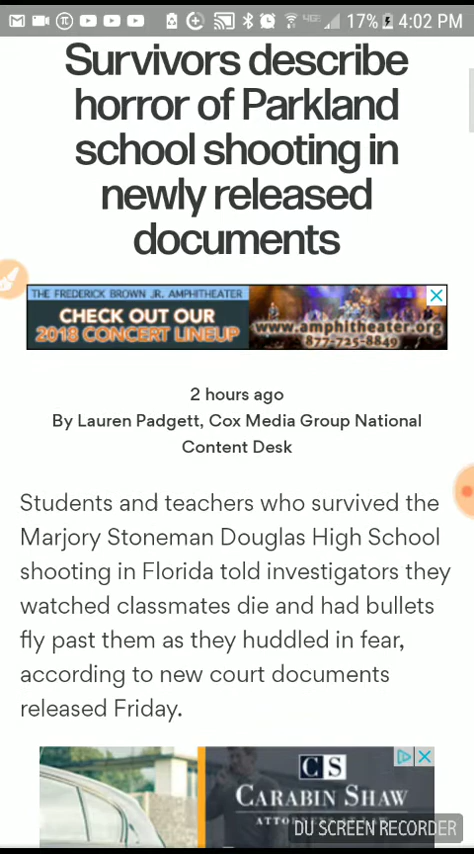 17% 4:02 PM
Survivors describe
horror of Parkland
school shooting in
newly released
documents
THE FREDERICK BROWN JR. AMPHITHEATER
CHECK OUT OUR
2018 CONCERT LINEUP
www.amphitheater.org
877-725-8849
2 hours ago
By Lauren Padgett, Cox Media Group National
Content Desk
Students and teachers who survived the
Marjory Stoneman Douglas High School
shooting in Florida told investigators they
watched classmates die and had bullets
fly past them as they huddled in fear,
according to new court documents
released Friday.
CS
CARABIN SHAW
DU SCREEN RECORDER